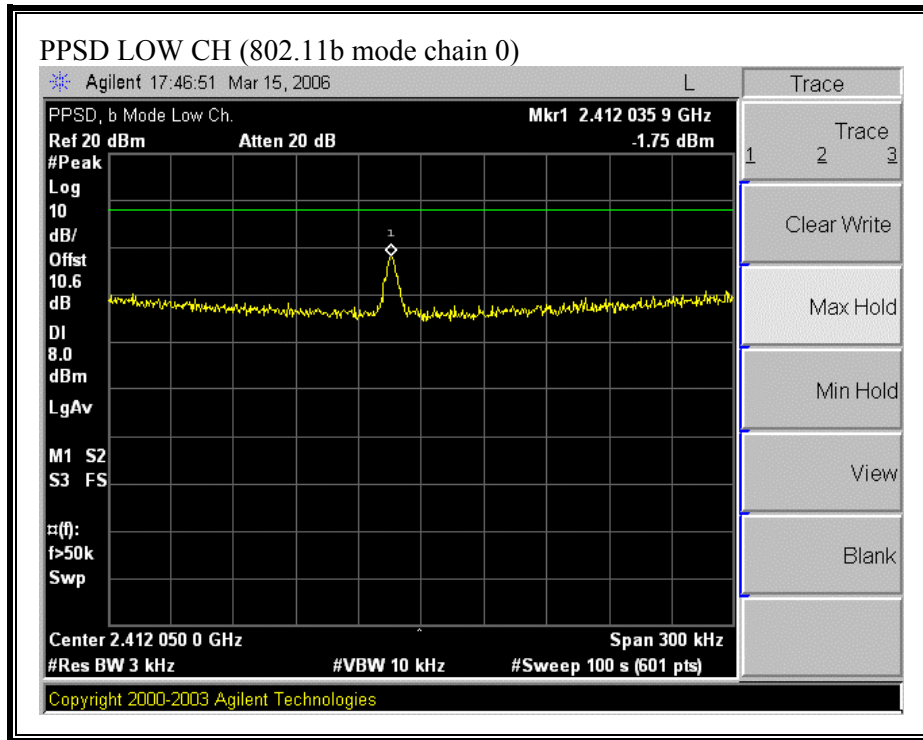 PPSD LOW CH (802.11b mode chain 0)
Agilent 17:46:51 Mar 15, 2006 L
PPSD, b Mode Low Ch. Mkr1 2.412 035 9 GHz
Ref 20 dBm Atten 20 dB -1.75 dBm
#Peak
Log
10
dB/
Offst
10.6
dB
DI
8.0
dBm
LgAv
M1 S2
S3 FS
¤(f):
f>50k
Swp
1
Center 2.412 050 0 GHz Span 300 kHz
#Res BW 3 kHz #VBW 10 kHz #Sweep 100 s (601 pts)
Copyright 2000-2003 Agilent Technologies
Trace
Trace
1 2 3
Clear Write
Max Hold
Min Hold
View
Blank